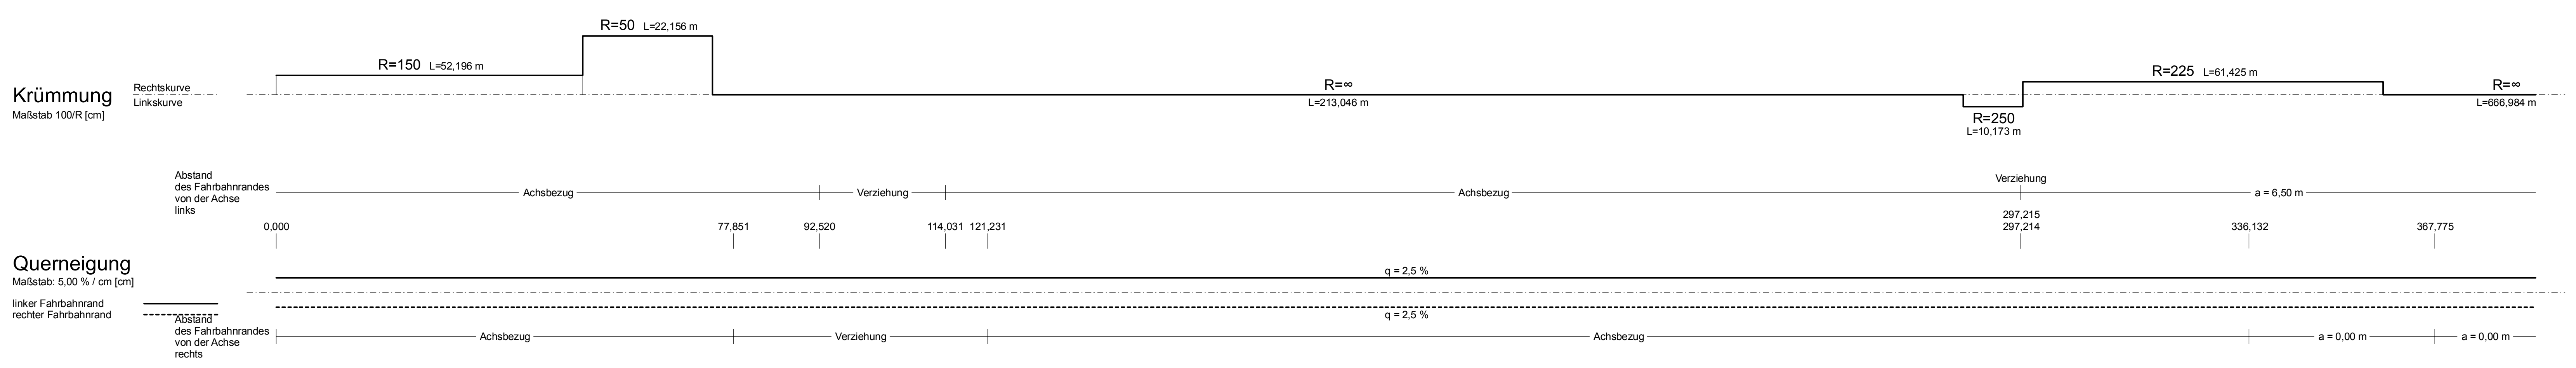 R=50 L=22,156 m
R=150 L=52,196 m
R=225 L=61,425 m
Krümmung
Maßstab 100/R [cm]
Rechtskurve
Linkskurve
R=∞
L=213,046 m
R=∞
L=666,984 m
R=250
L=10,173 m
Abstand
des Fahrbahnrandes
von der Achse
links
Achsbezug
Verziehung
Achsbezug
Verziehung
a = 6,50 m
297,215
0,000 77,851 92,520 114,031 121,231 297,214 336,132 367,775
Querneigung
Maßstab: 5,00 % / cm [cm]
q = 2,5 %
linker Fahrbahnrand
rechter Fahrbahnrand
q = 2,5 %
Abstand
des Fahrbahnrandes
von der Achse
rechts
Achsbezug
Verziehung
Achsbezug
a = 0,00 m
a = 0,00 m